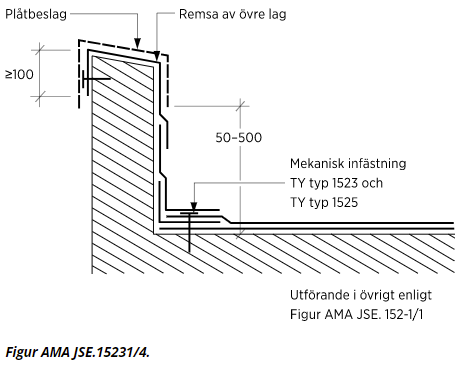 Plåtbeslag
Remsa av övre lag
≥100
50–500
Mekanisk infästning
TY typ 1523 och
TY typ 1525
Utförande i övrigt enligt
Figur AMA JSE. 152-1/1
Figur AMA JSE.15231/4.